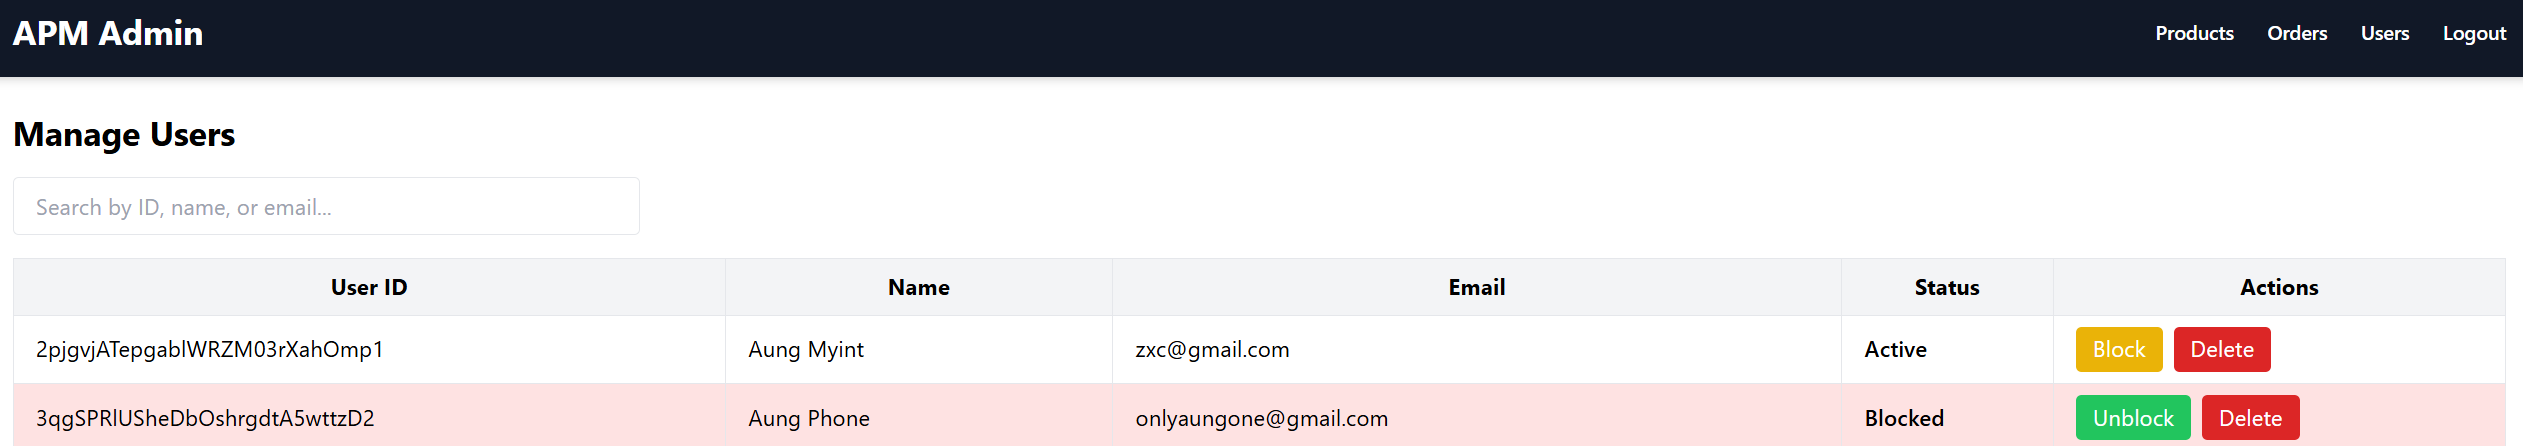 APM Admin Products Orders Users Logout
Manage Users
Search by ID, name, or email...
User ID Name Email Status Actions
2pjgvjATepgablWRZM03rXahOmp1 Aung Myint zxc@gmail.com Active Block Delete
3qgSPRlUSheDbOshrgdtA5wttzD2 Aung Phone onlyaungone@gmail.com Blocked Unblock Delete